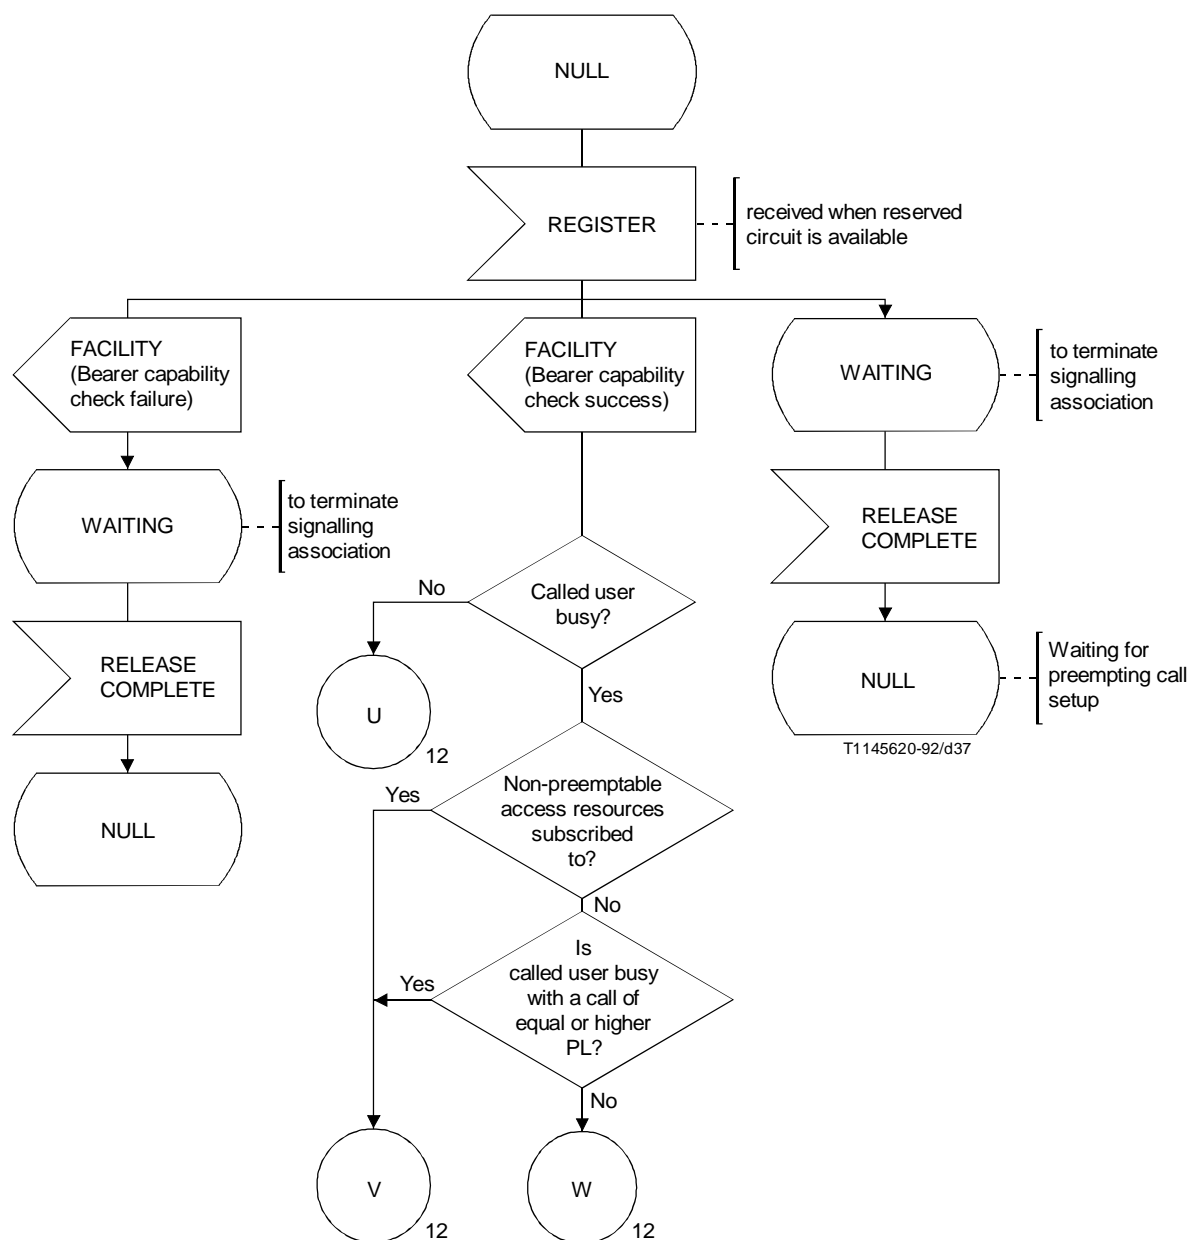 NULL
REGISTER
received when reserved
circuit is available
FACILITY
(Bearer capability
check failure)
FACILITY
(Bearer capability
check success)
WAITING
to terminate
signalling
association
WAITING
to terminate
signalling
association
RELEASE
COMPLETE
No
Called user
busy?
RELEASE
COMPLETE
NULL
Waiting for
preempting call
setup
T1145620-92/d37
U
12
Yes
NULL
Yes
Non-preemptable
access resources
subscribed
to?
No
Yes
Is
called user busy
with a call of
equal or higher
PL?
No
V
12
W
12